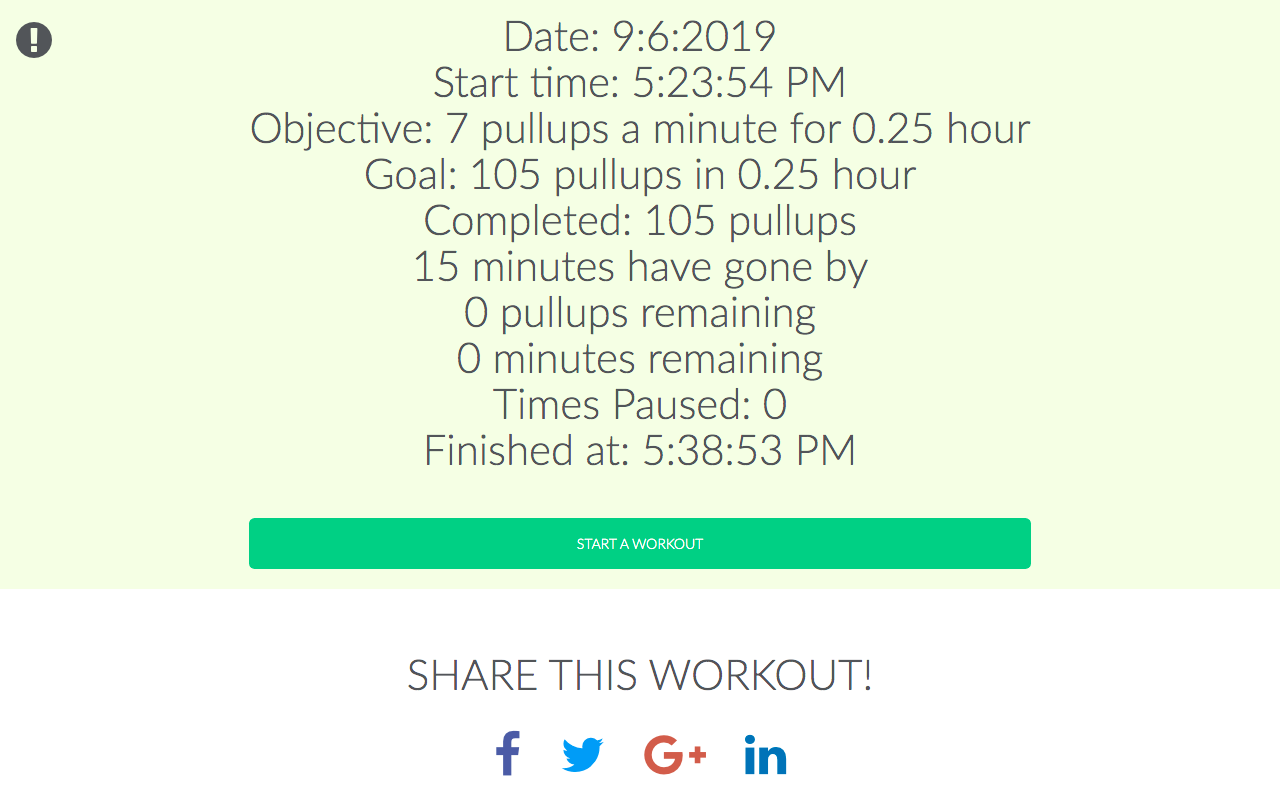 Date: 9:6:2019
Start time: 5:23:54 PM
Objective: 7 pullups a minute for 0.25 hour
Goal: 105 pullups in 0.25 hour
Completed: 105 pullups
15 minutes have gone by
0 pullups remaining
0 minutes remaining
Times Paused: 0
Finished at: 5:38:53 PM
START A WORKOUT
SHARE THIS WORKOUT!